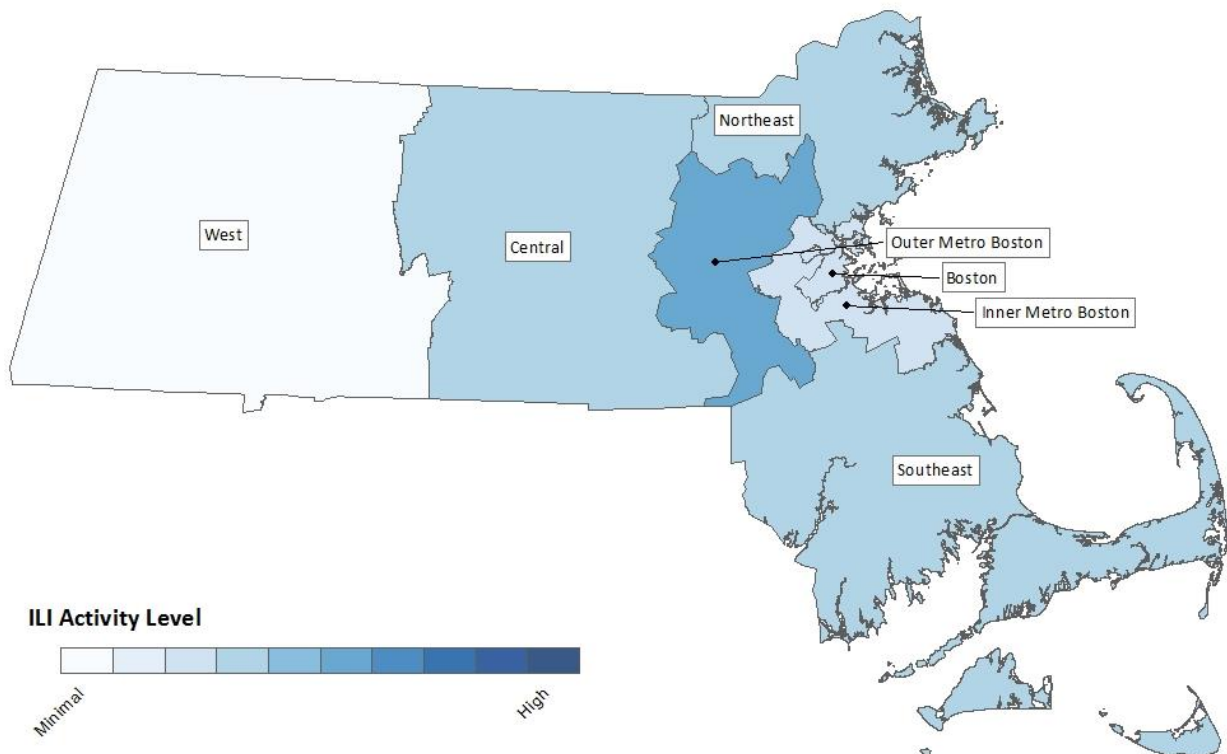 Northeast
West
Central
Outer Metro Boston
Boston
Inner Metro Boston
Southeast
ILI Activity Level
Minimal
High